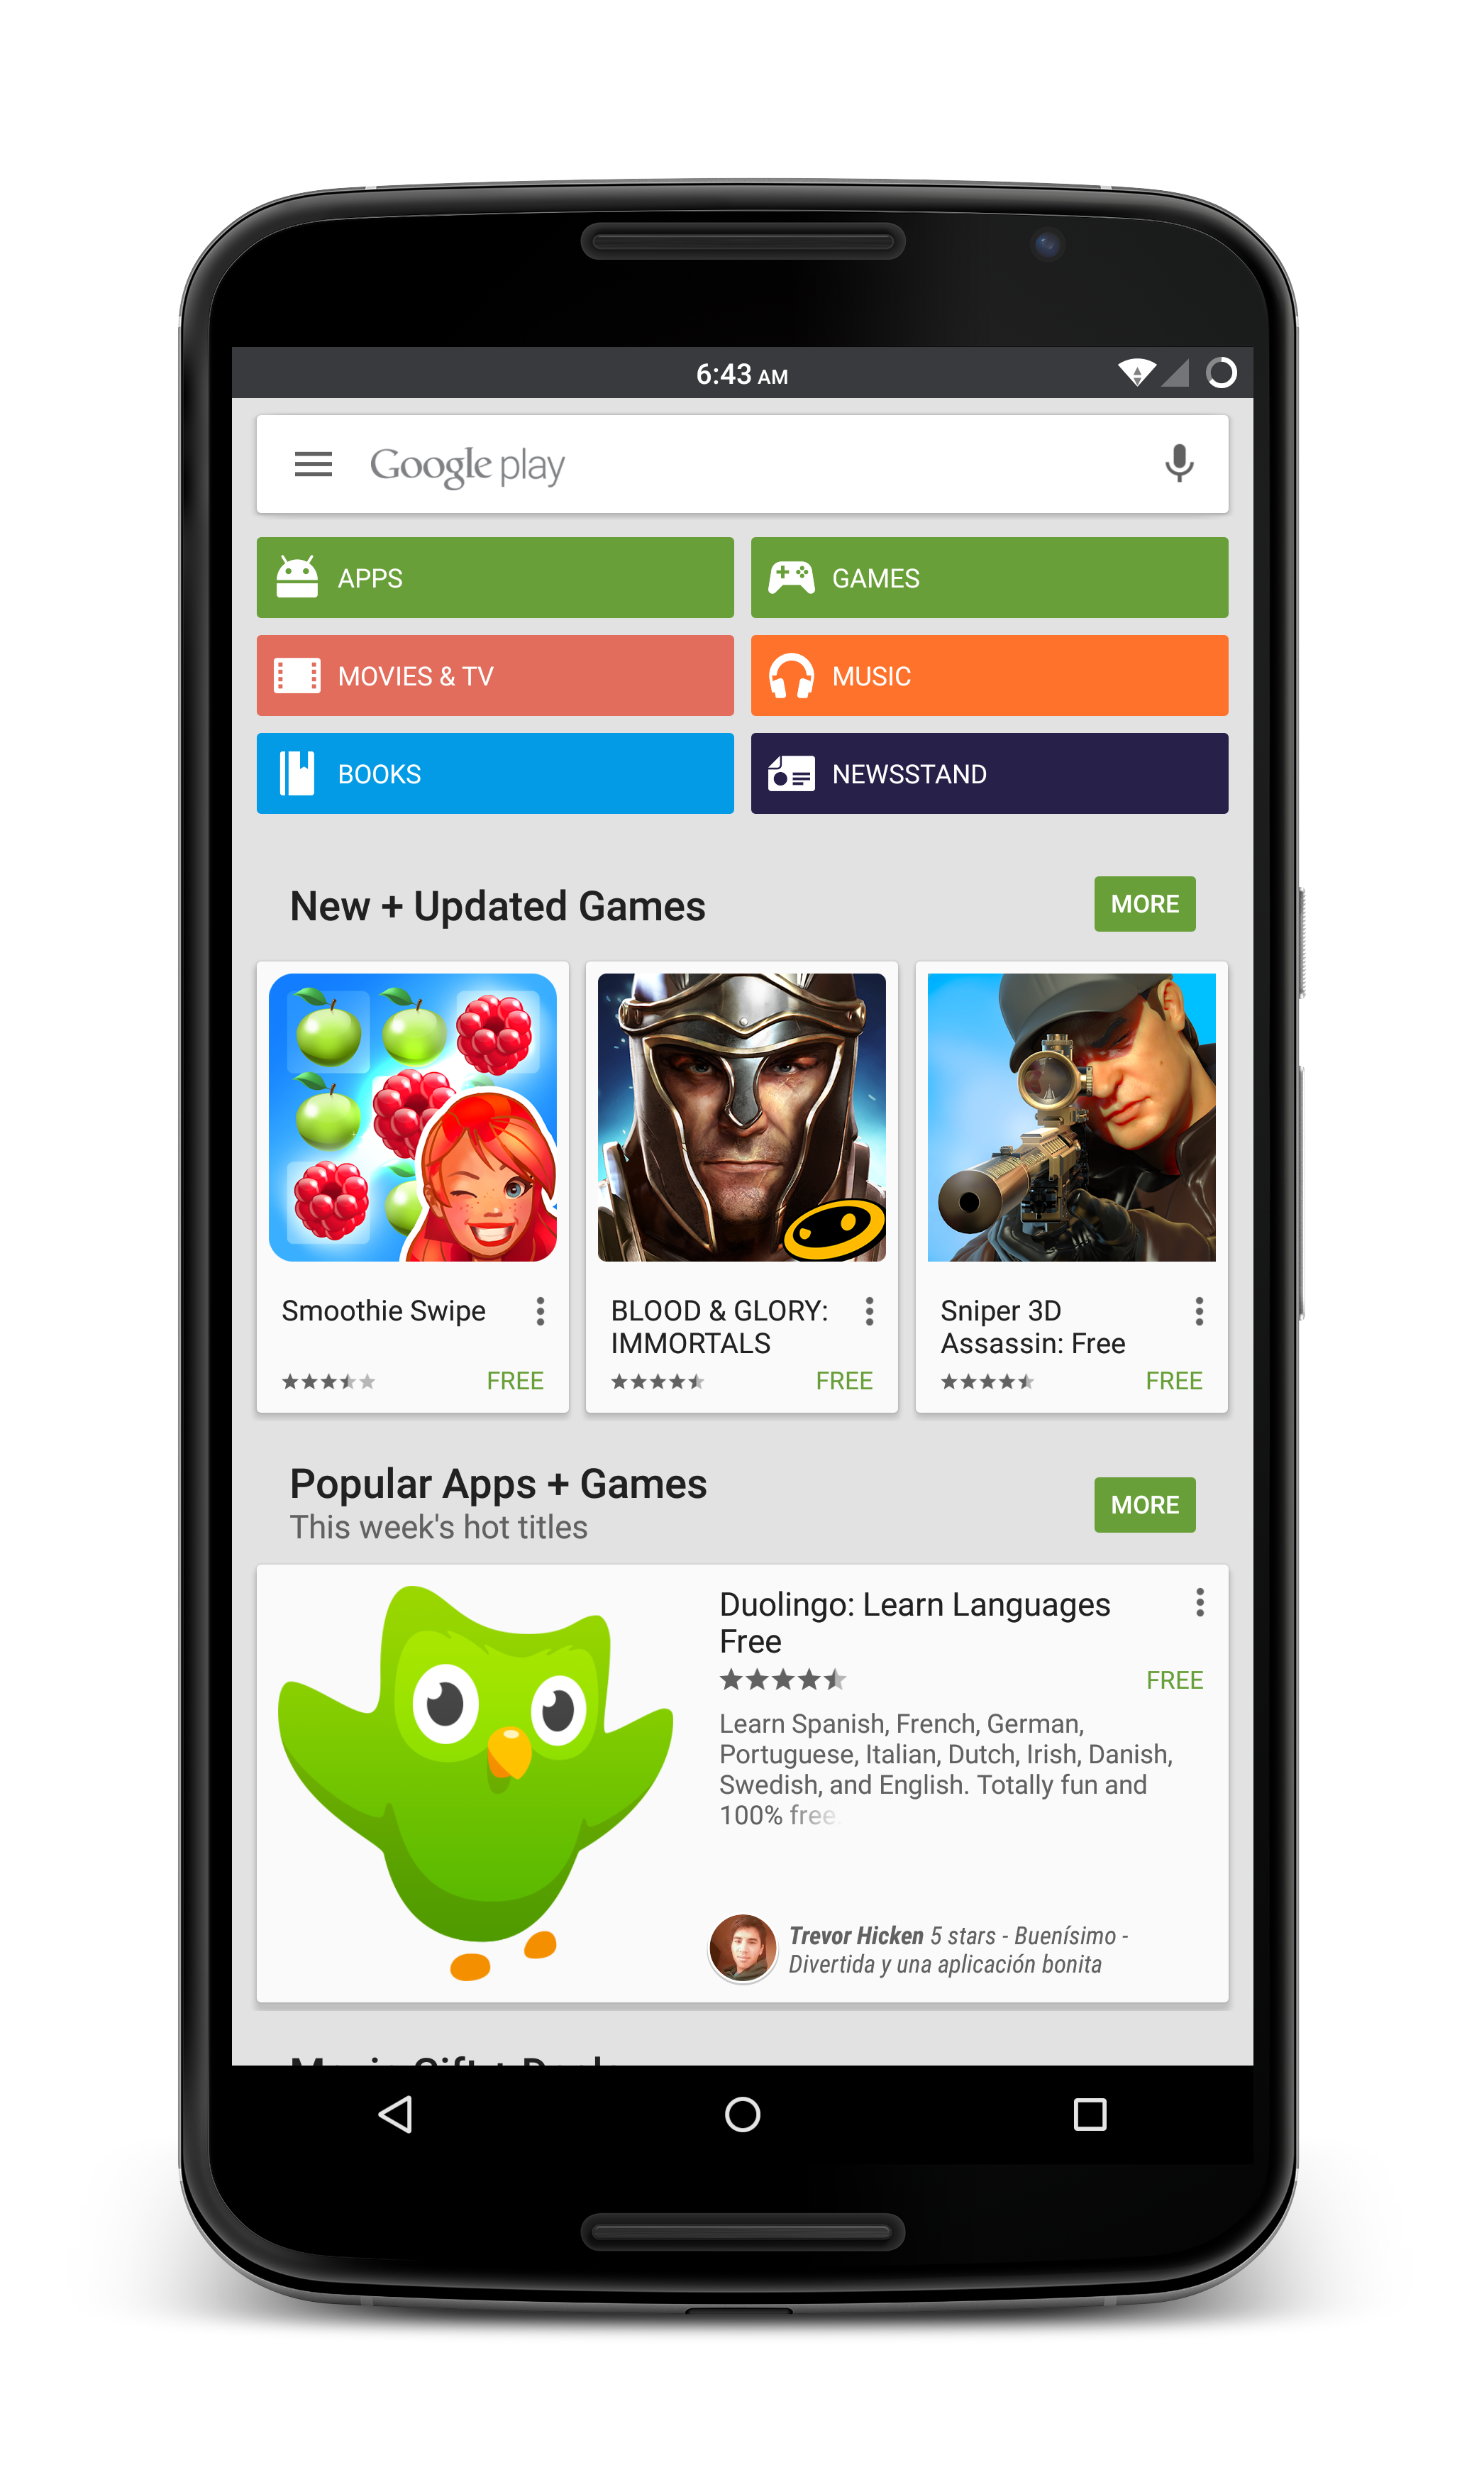 6:43 AM
Google play
APPS
GAMES
MOVIES & TV
MUSIC
BOOKS
NEWSSTAND
New + Updated Games
MORE
Smoothie Swipe
FREE
BLOOD & GLORY:
IMMORTALS
FREE
Sniper 3D
Assassin: Free
FREE
Popular Apps + Games
This week's hot titles
MORE
Duolingo: Learn Languages
Free
FREE
Learn Spanish, French, German,
Portuguese, Italian, Dutch, Irish, Danish,
Swedish, and English. Totally fun and
100% free.
Trevor Hicken 5 stars - Buenísimo -
Divertida y una aplicación bonita